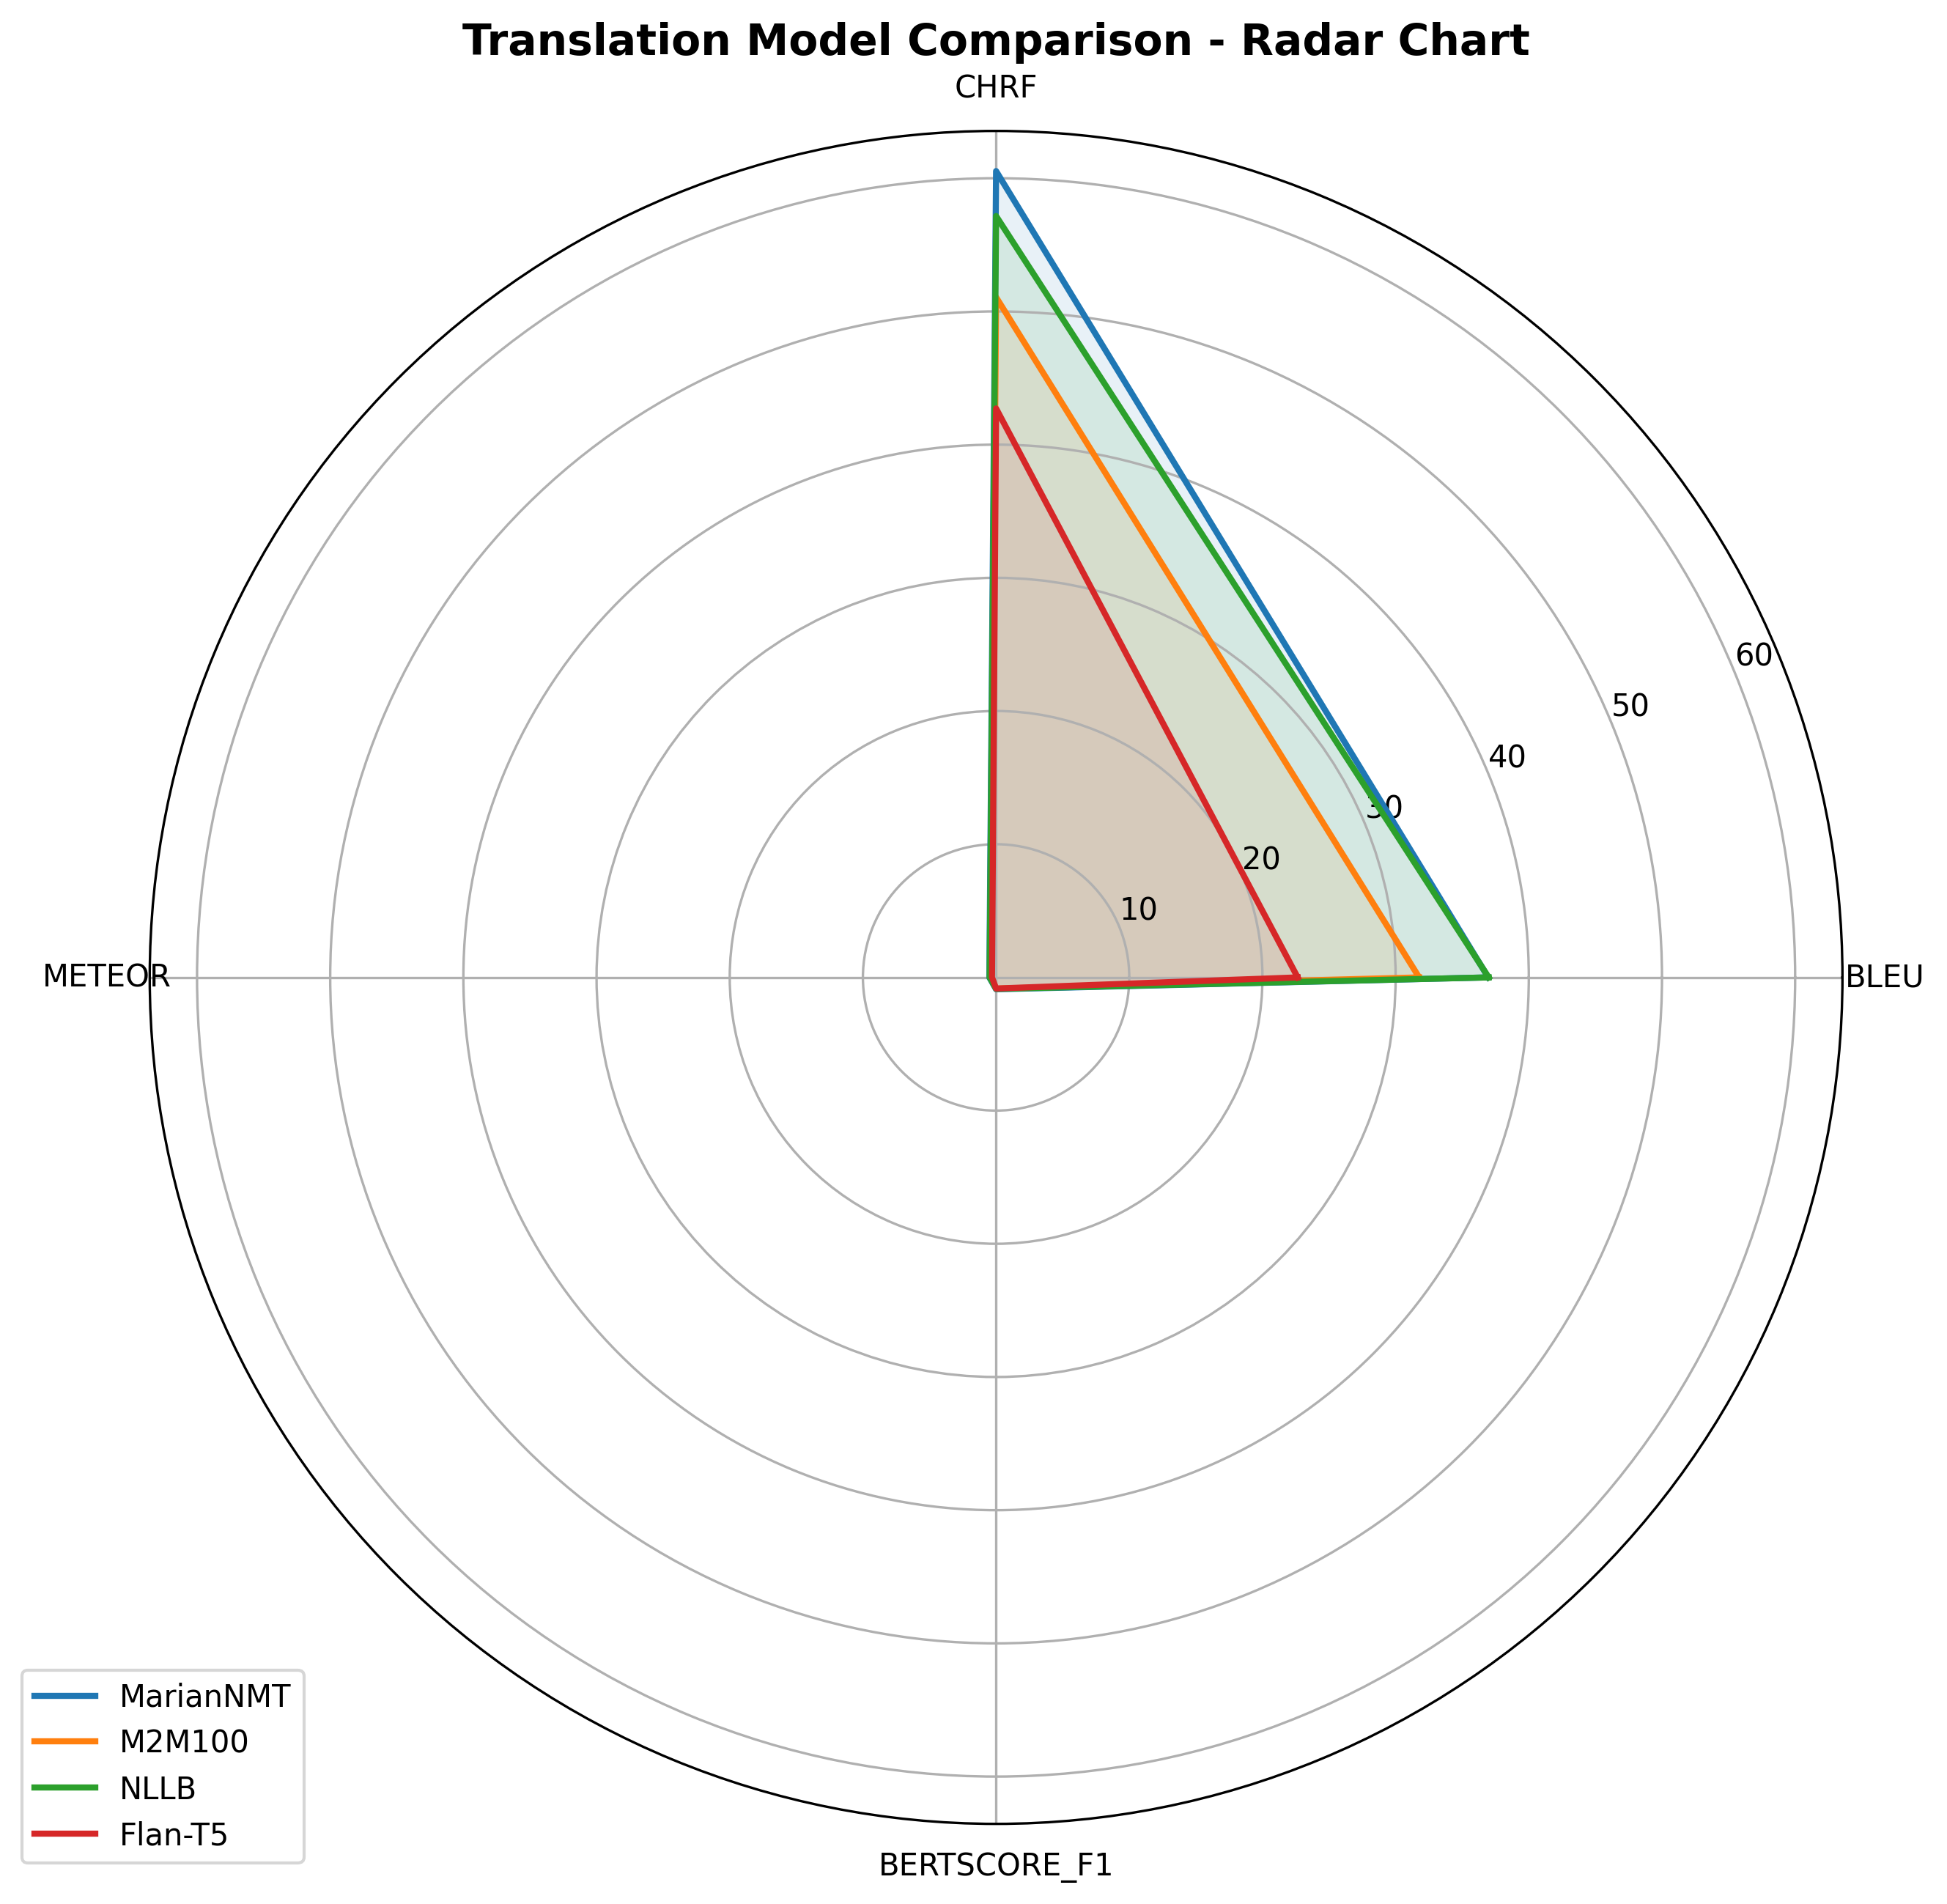 Translation Model Comparison - Radar Chart
CHRF
60
50
40
30
20
10
METEOR
BLEU
MarianNMT
M2M100
NLLB
Flan-T5
BERTSCORE_F1